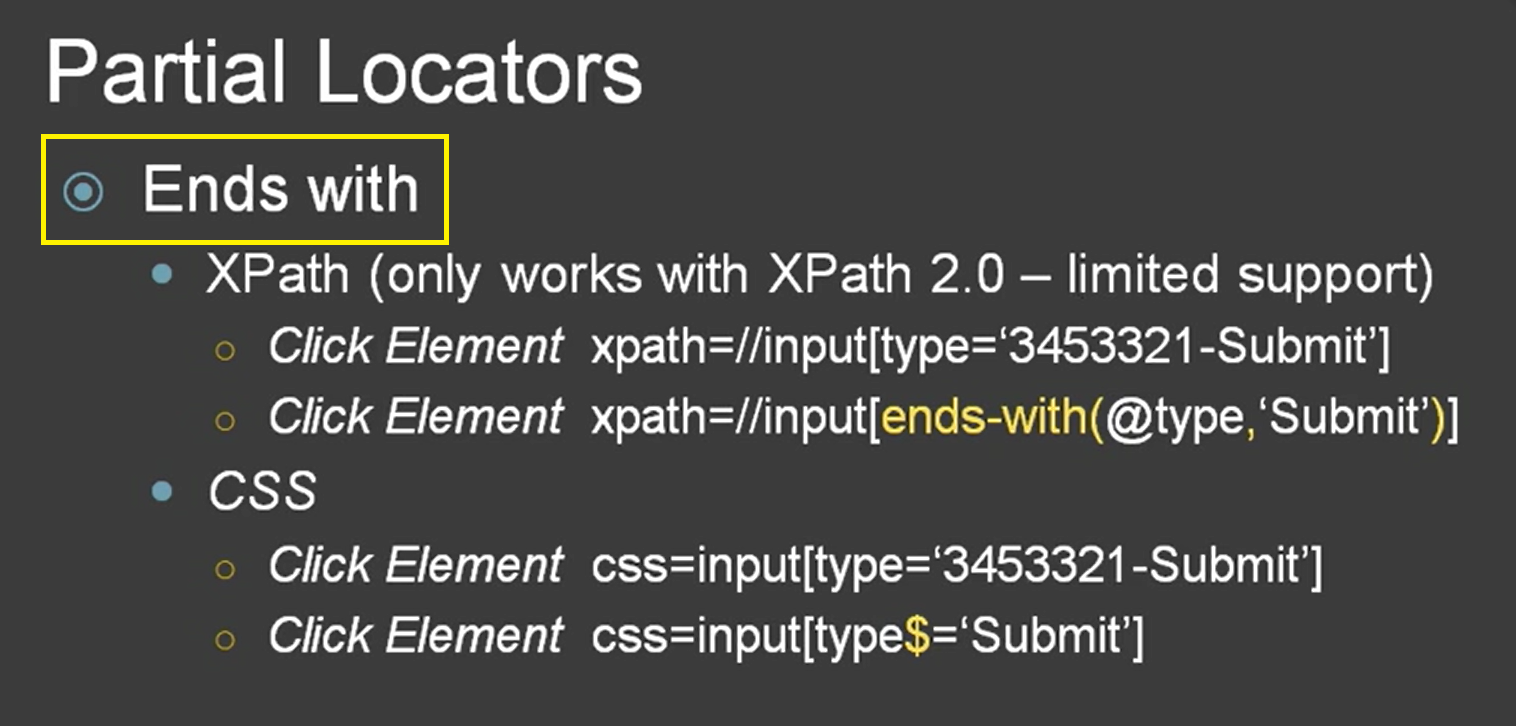 Partial Locators
Ends with
XPath (only works with XPath 2.0 – limited support)
Click Element xpath=//input[type=‘3453321-Submit’]
Click Element xpath=//input[ends-with(@type,‘Submit’)]
CSS
Click Element css=input[type=‘3453321-Submit’]
Click Element css=input[type$=‘Submit’]